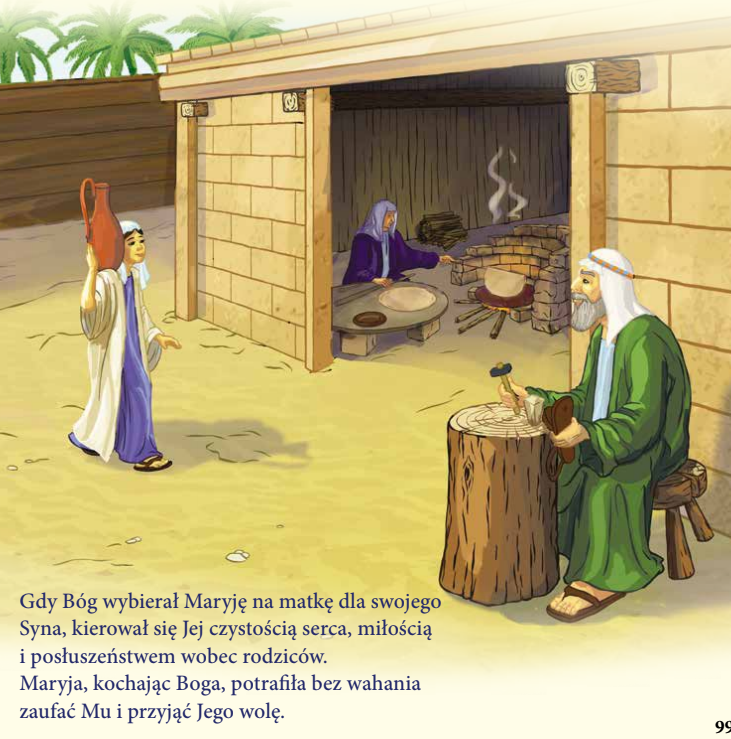 Gdy Bóg wybierał Maryję na matkę dla swojego
Syna, kierował się Jej czystością serca, miłością
i posłuszeństwem wobec rodziców.
Maryja, kochając Boga, potrafiła bez wahania
zaufać Mu i przyjąć Jego wolę.
99